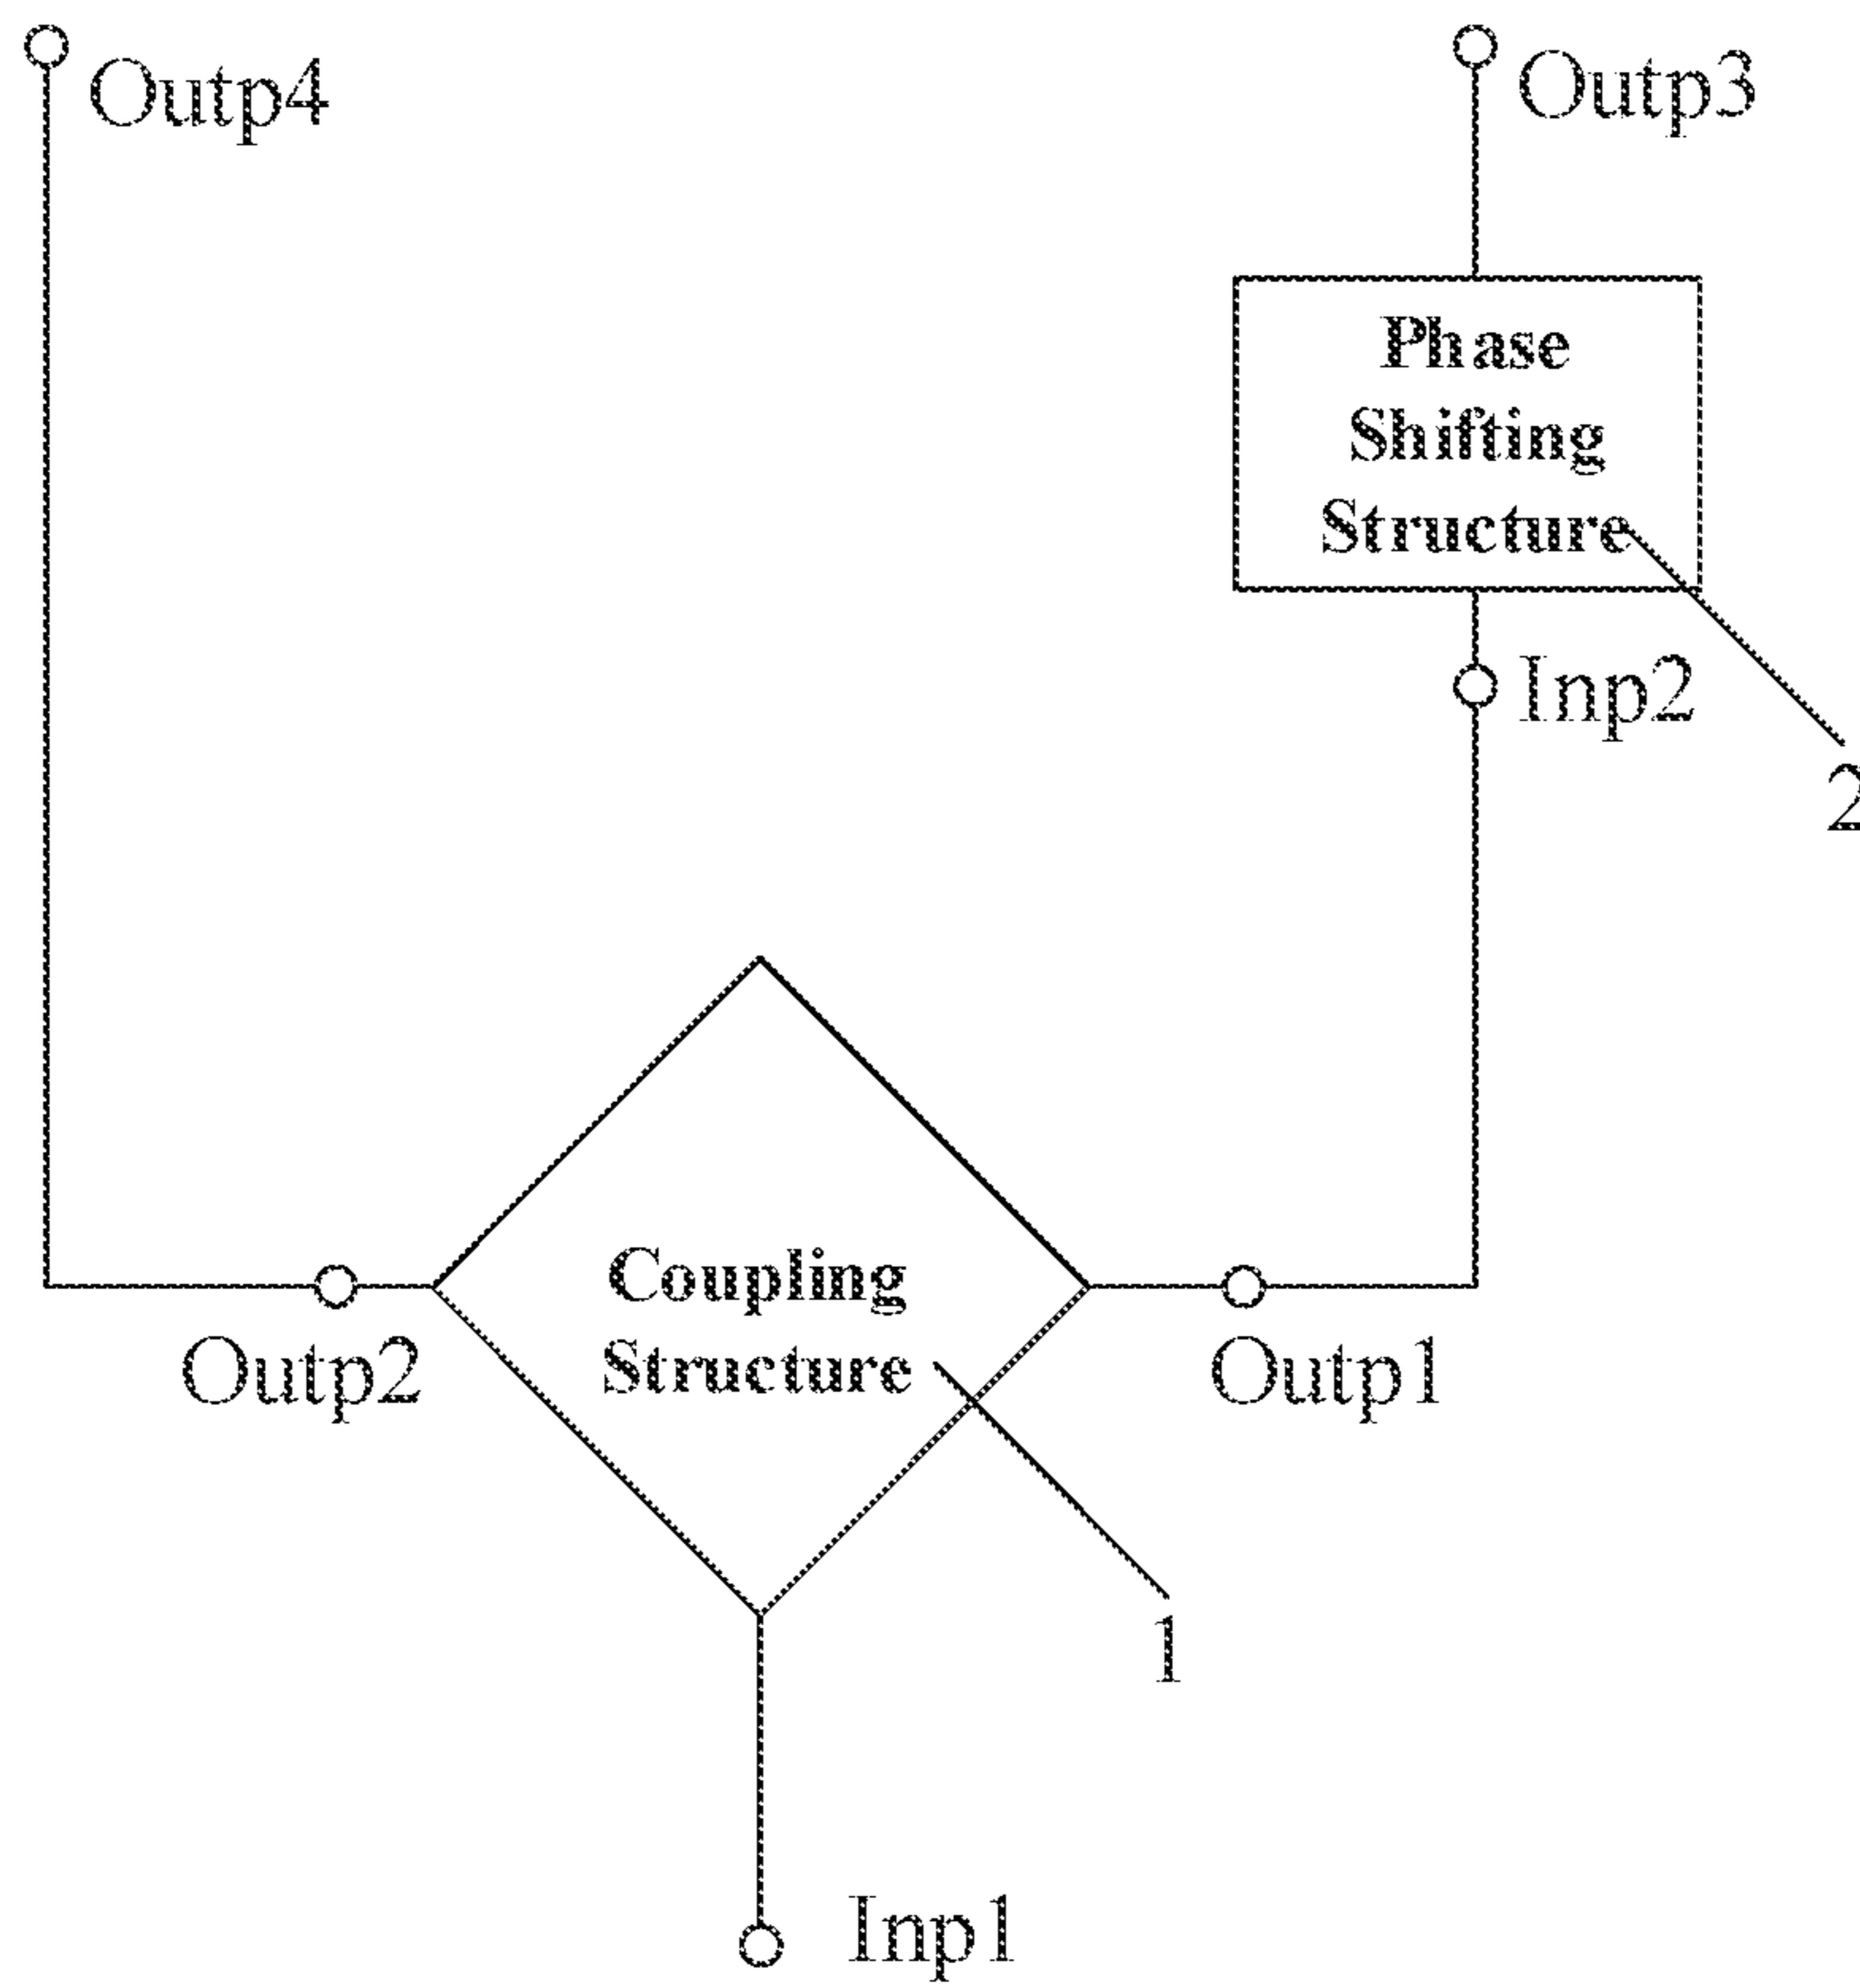 Outp4
Outp3
Phase
Shifting
Structure
Inp2
2
Coupling
Structure
Outp2
Outp1
1
Inp1